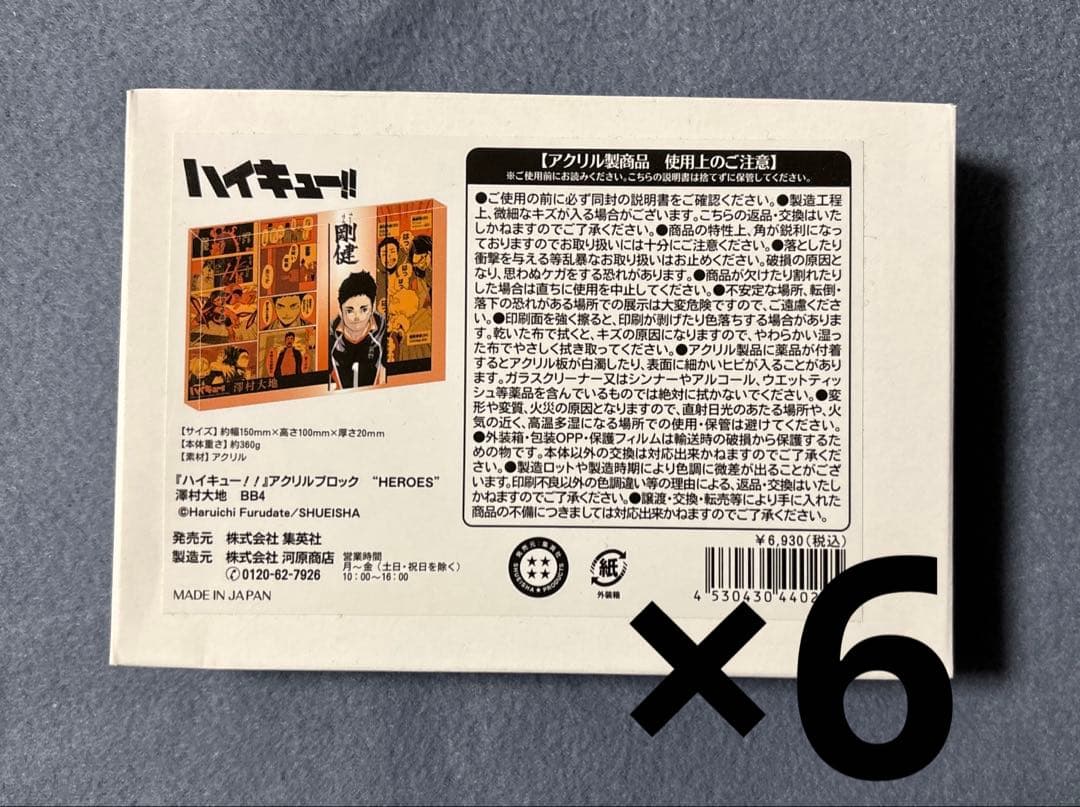 ハイキュー!!
剛健
澤村大地
【サイズ】約幅150mm×高さ100mm×厚さ20mm
【本体重さ】約360g
【素材】アクリル
『ハイキュー!!』アクリルブロック “HEROES”
澤村大地 BB4
©Haruichi Furudate/SHUEISHA
発売元 株式会社 集英社
製造元 株式会社 河原商店
0120-62-7926
営業時間
月～金(土日・祝日を除く)
10:00～16:00
MADE IN JAPAN
【アクリル製商品 使用上のご注意】
※ご使用前にお読みください。こちらの説明書は捨てずに保管してください。
●ご使用の前に必ず同封の説明書をご確認ください。●製造工程
上、微細なキズが入る場合がございます。こちらの返品・交換はいた
しかねますのでご了承ください。●商品の特性上、角が鋭利になっ
ておりますのでお取り扱いには十分にご注意ください。●落としたり
衝撃を与える等乱暴なお取り扱いはお止めください。破損の原因と
なり、思わぬケガをする恐れがあります。●商品が欠けたり割れたり
した場合は直ちに使用を中止してください。●不安定な場所、転倒・
落下の恐れがある場所での展示は大変危険ですので、ご遠慮くださ
い。●印刷面を強く擦ると、印刷が剥げたり色落ちする場合がありま
す。乾いた布で拭くと、キズの原因になりますので、やわらかい湿っ
た布でやさしく拭き取ってください。●アクリル製品に薬品が付着
するとアクリル板が白濁したり、表面に細かいヒビが入ることがあり
ます。ガラスクリーナー又はシンナーやアルコール、ウエットティッ
シュ等薬品を含んでいるものでは絶対に拭かないでください。●変
形や変質、火災の原因となりますので、直射日光のあたる場所や、火
気の近く、高温多湿になる場所での使用・保管は避けてください。
●外装箱・包装OPP・保護フィルムは輸送時の破損から保護するた
めの物です。本体以外の交換は対応出来かねますのでご了承くださ
い。●製造ロットや製造時期により色調に微差が出ることがござい
ます。印刷不良以外の色調違い等の理由による、返品・交換はいたし
かねますのでご了承ください。●譲渡・交換・転売等により手に入れた
商品の不備につきましては対応出来かねますのでご了承ください。
¥6,930(税込)
発売元：集英社
SHUEISHA PRODUCTS
紙
外装箱
4 530430 4402
×6